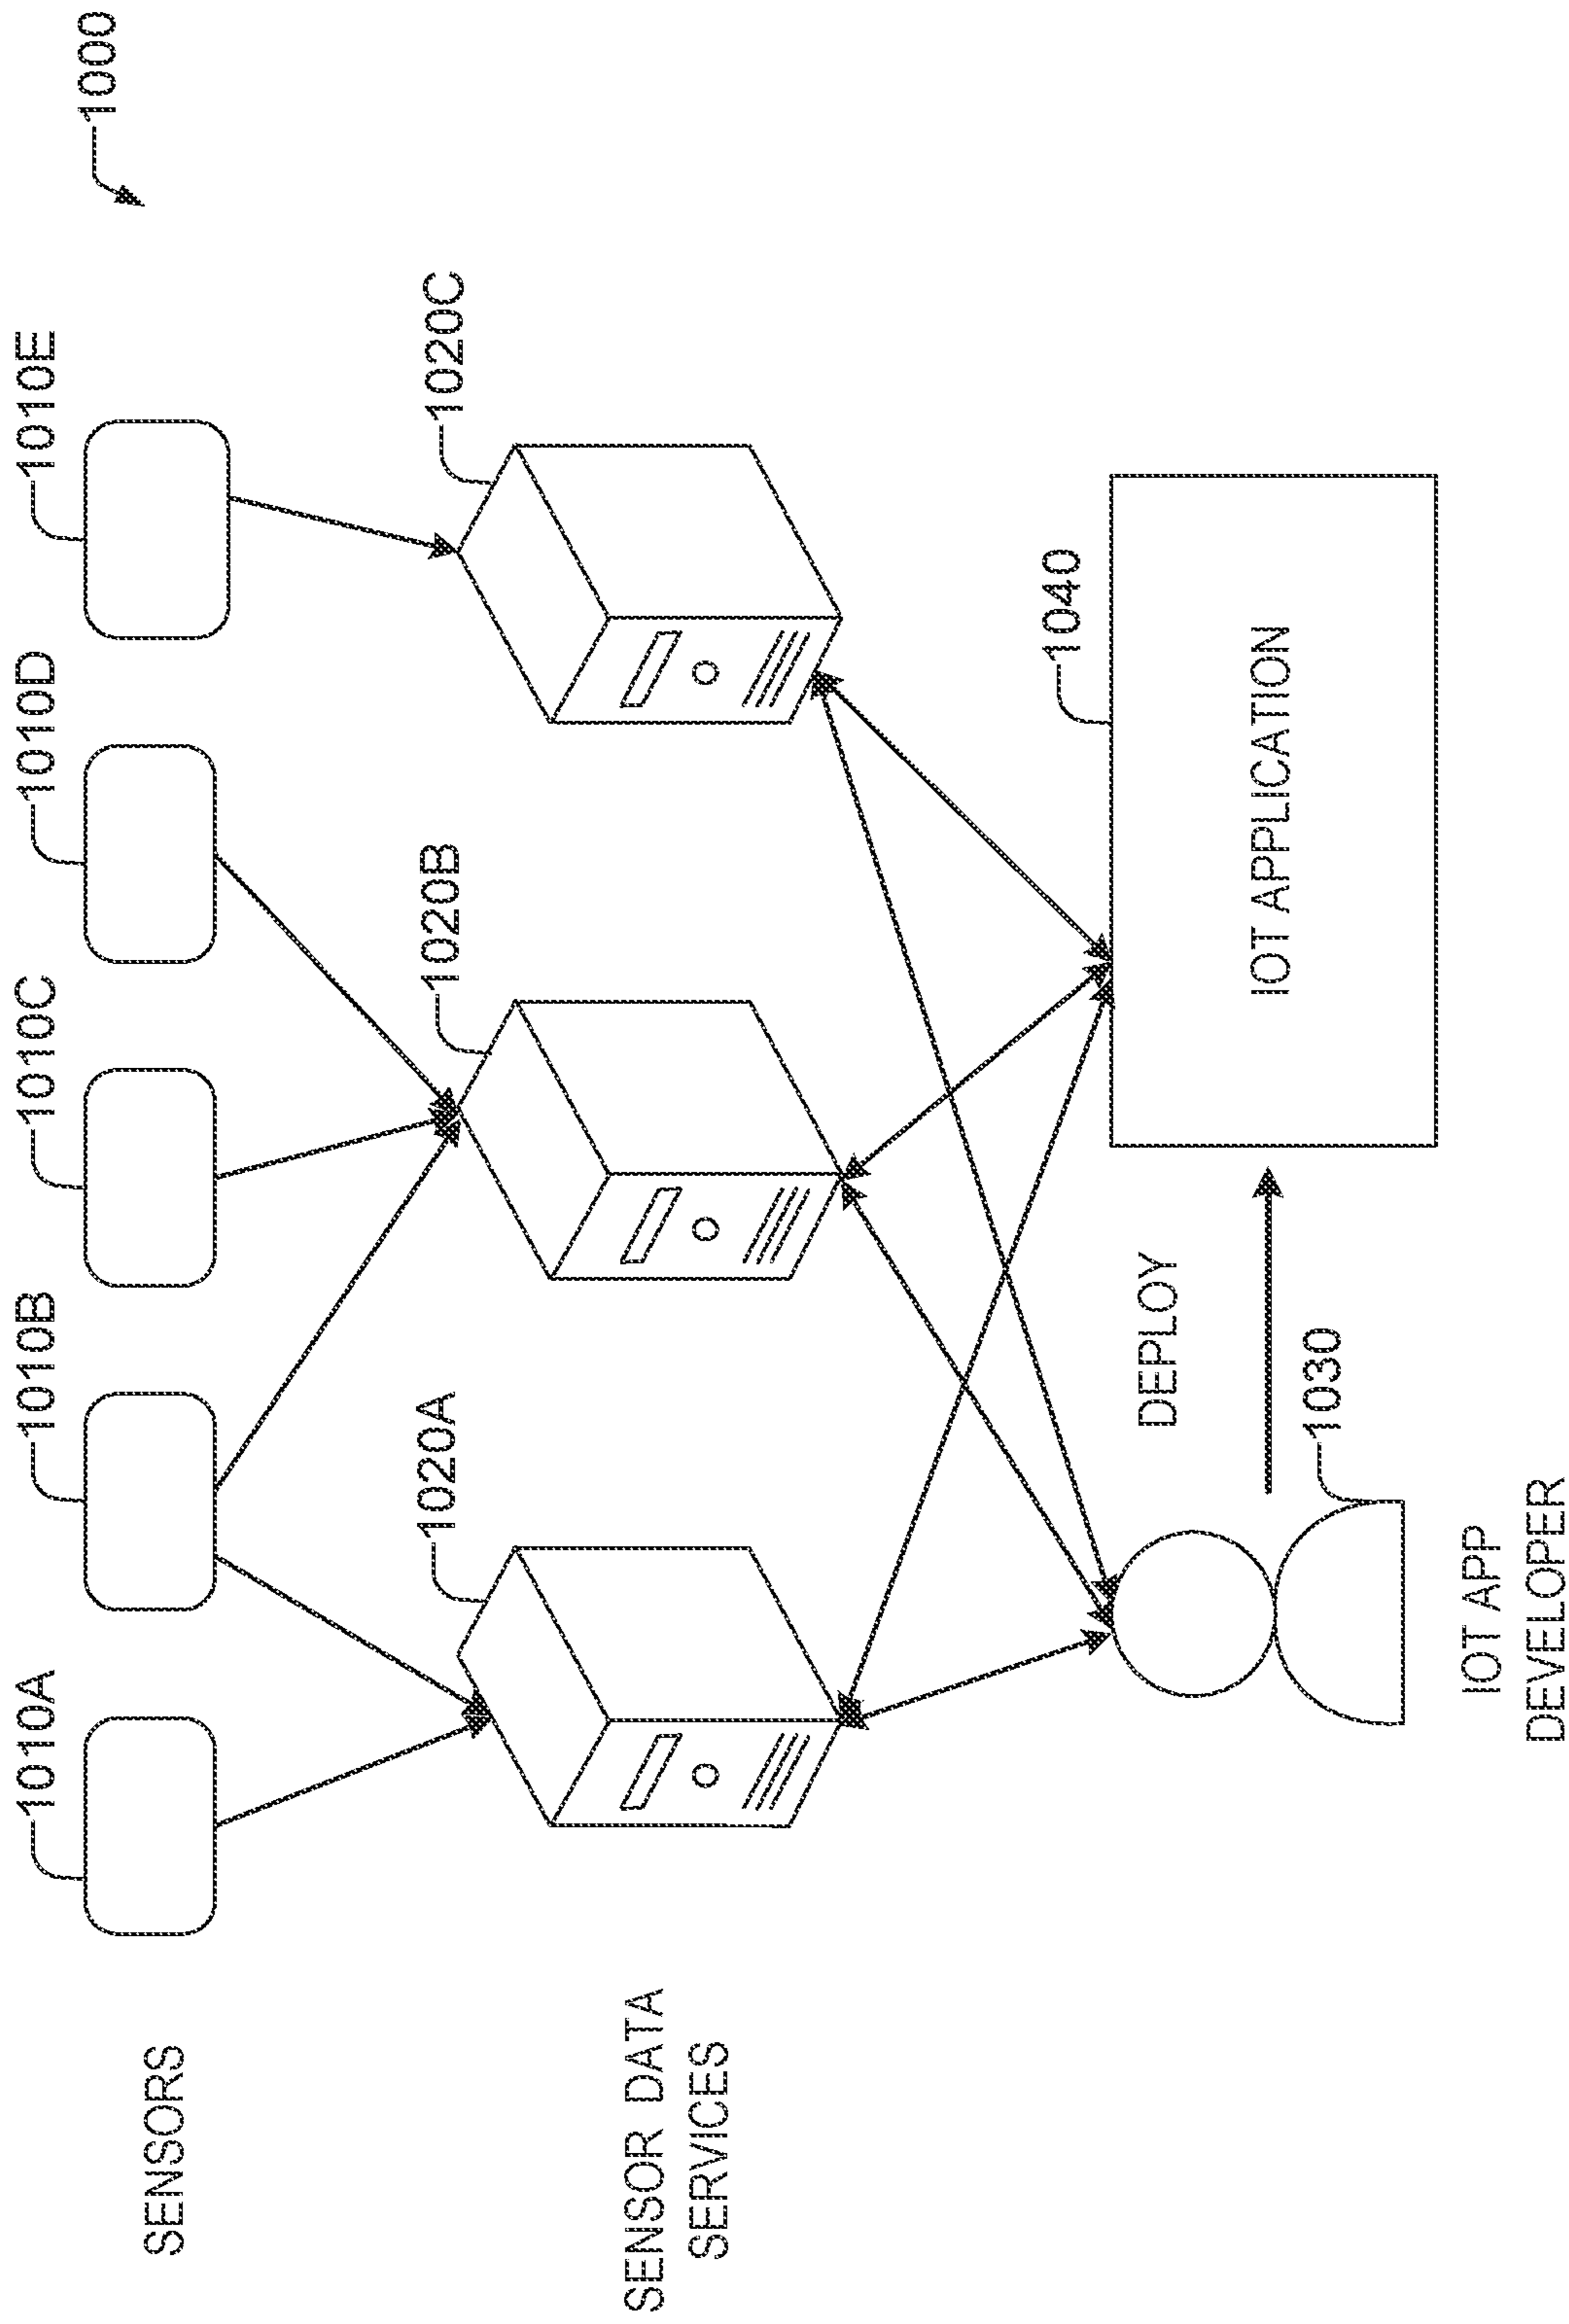 1000
1010A
1010B
1010C
1010D
1010E
SENSORS
1020A
1020B
1020C
SENSOR DATA
SERVICES
1040
DEPLOY
IOT APPLICATION
1030
IOT APP
DEVELOPER